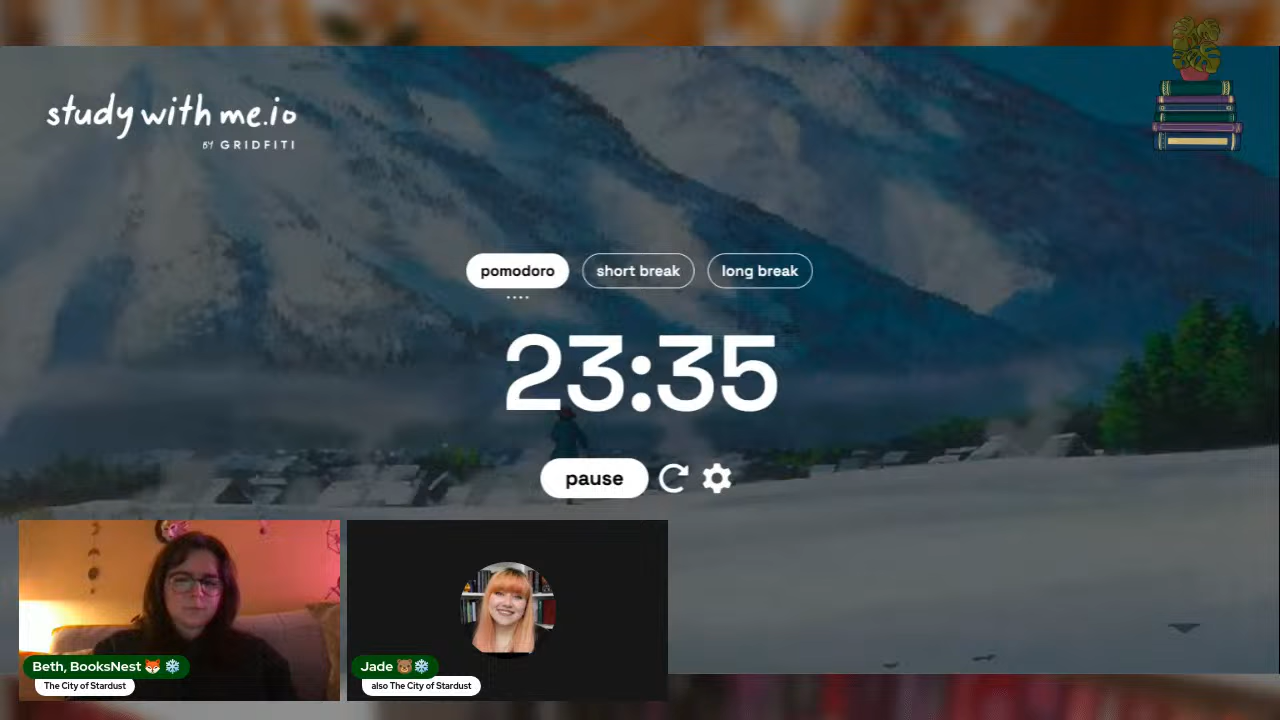 study with me.io
BY GRIDFITI
pomodoro
short break
long break
23:35
pause
Beth, BooksNest 🦊 ❄️
The City of Stardust
Jade 🐻❄️
also The City of Stardust